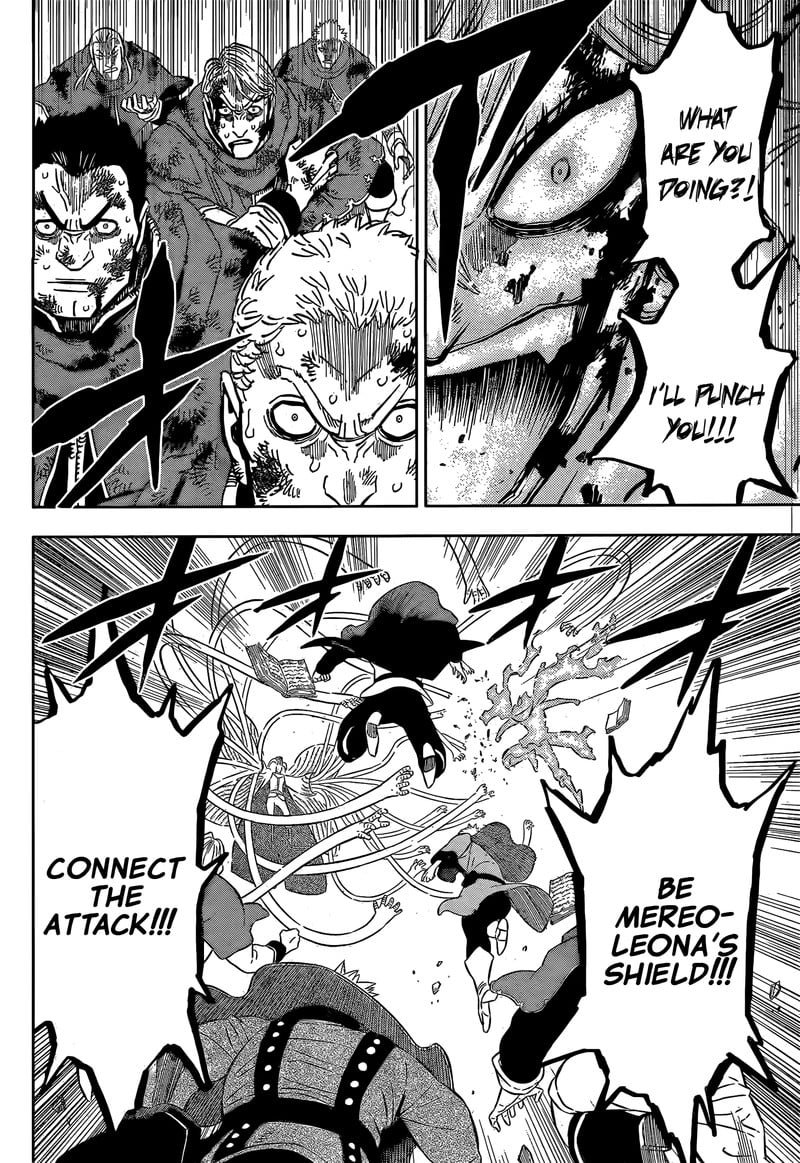 WHAT
ARE YOU
DOING?!
I'LL PUNCH
YOU!!!
BE
MEREO-
LEONA'S
SHIELD!!!
CONNECT
THE
ATTACK!!!